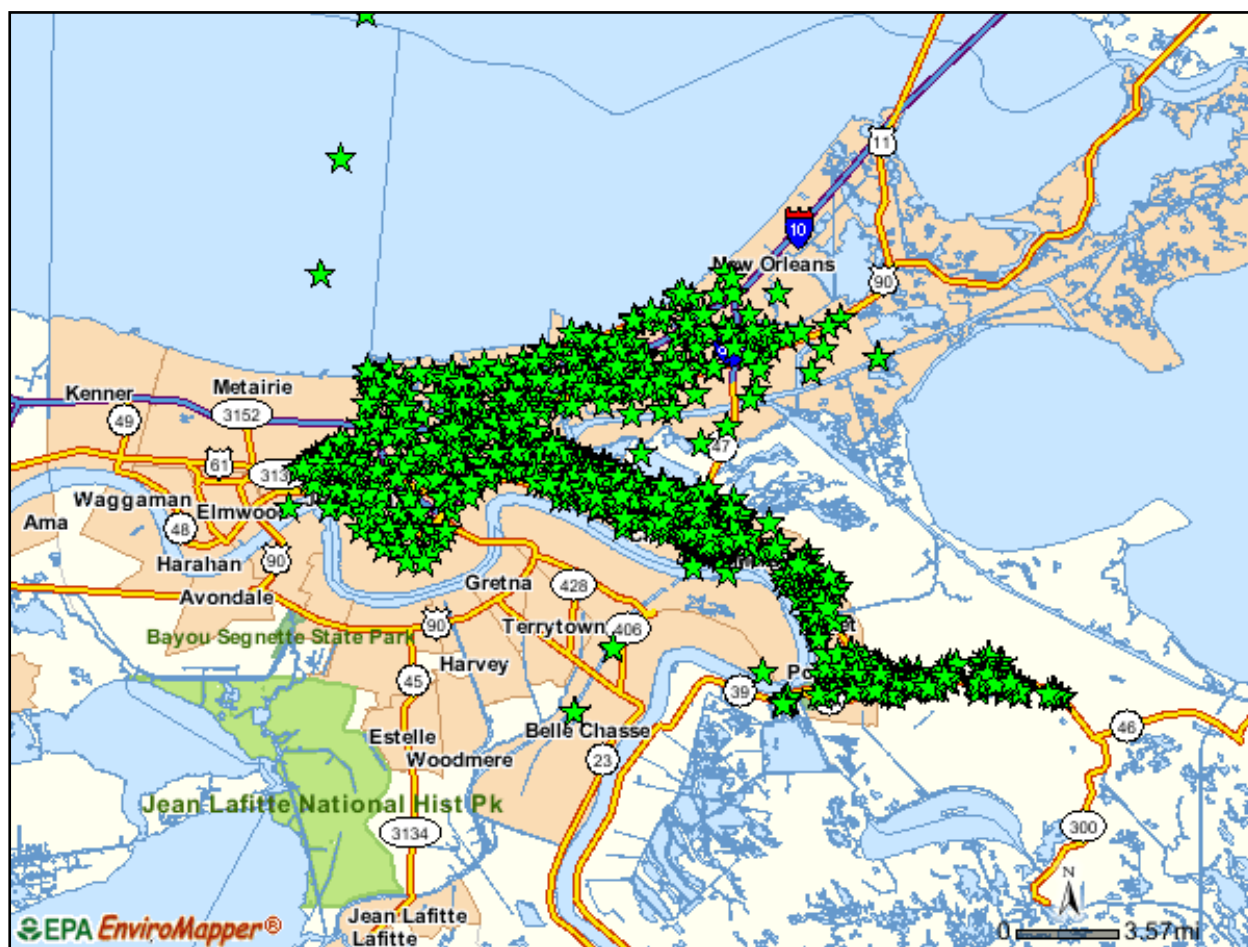 11
10
New Orleans
90
Kenner
Metairie
49
3152
61
47
Waggaman
Elmwoo
Ama
48
Harahan
90
Avondale
Gretna
428
Bayou Segnette State Park
90
Terrytown
406
Harvey
45
39
Estelle
Belle Chasse
46
Woodmere
23
Jean Lafitte National Hist Pk
3134
300
N
Jean Lafitte
Lafitte
EPA EnviroMapper®
0 3.57mi